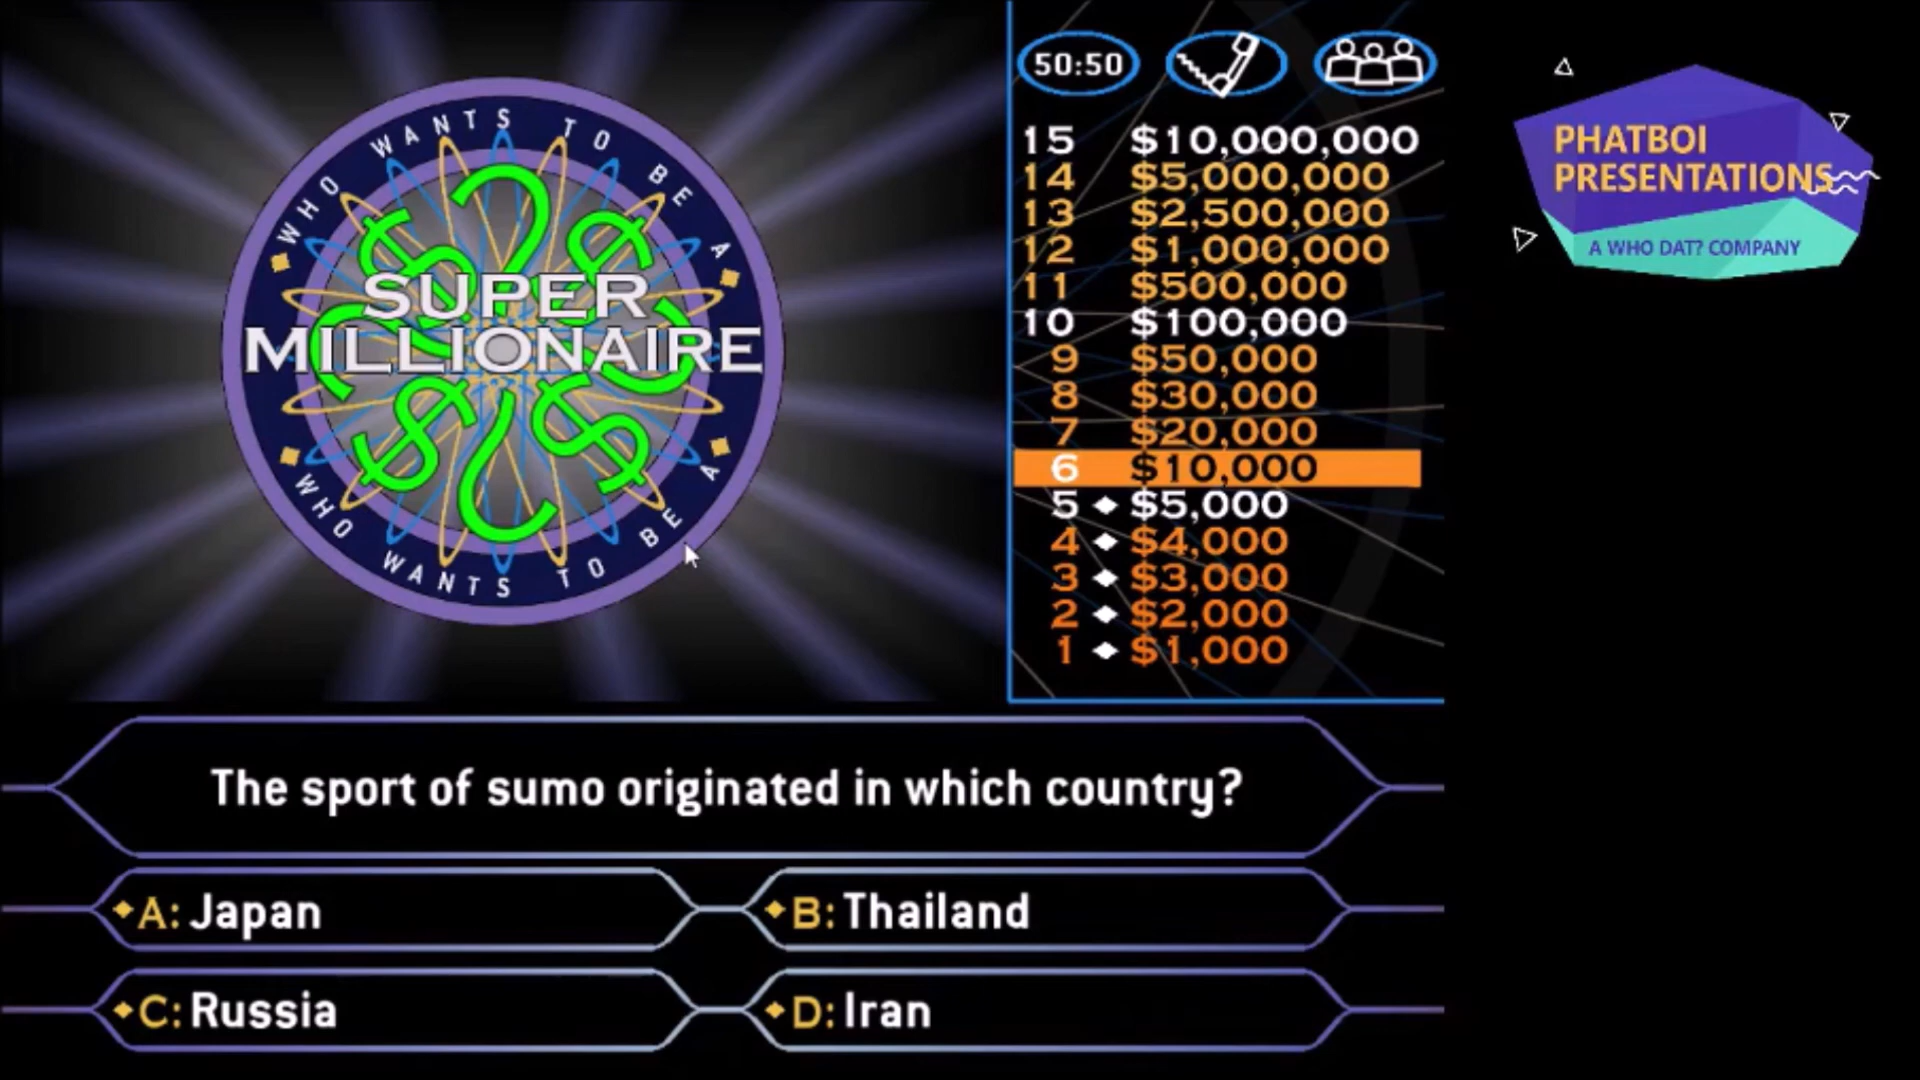 WHO WANTS TO BE A
SUPER
MILLIONAIRE
WHO WANTS TO BE A
50:50
15 $10,000,000
14 $5,000,000
13 $2,500,000
12 $1,000,000
11 $500,000
10 $100,000
9 $50,000
8 $30,000
7 $20,000
6 $10,000
5 $5,000
4 $4,000
3 $3,000
2 $2,000
1 $1,000
PHATBOI
PRESENTATIONS
A WHO DAT? COMPANY
The sport of sumo originated in which country?
A: Japan
B: Thailand
C: Russia
D: Iran